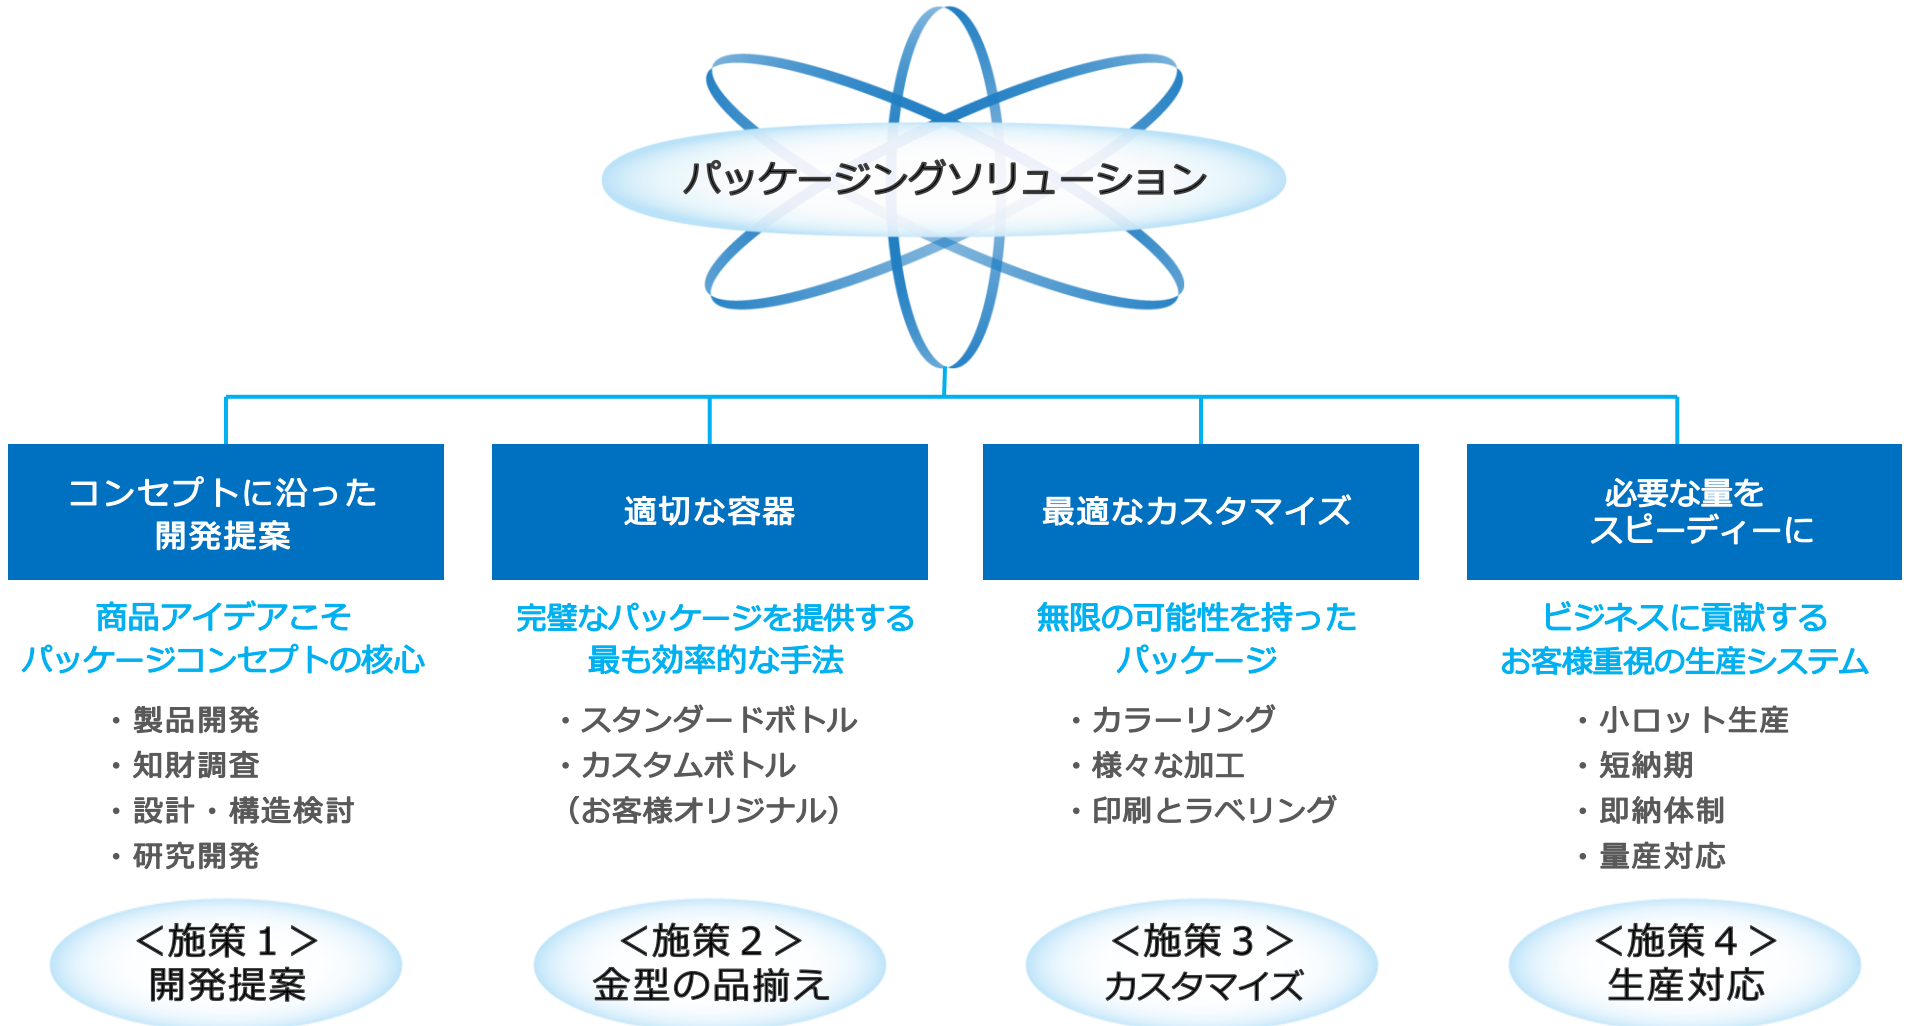 パッケージングソリューション
コンセプトに沿った
開発提案
商品アイデアこそ
パッケージコンセプトの核心
・製品開発
・知財調査
・設計・構造検討
・研究開発
＜施策１＞
開発提案
適切な容器
完璧なパッケージを提供する
最も効率的な手法
・スタンダードボトル
・カスタムボトル
（お客様オリジナル）
＜施策２＞
金型の品揃え
最適なカスタマイズ
無限の可能性を持った
パッケージ
・カラーリング
・様々な加工
・印刷とラベリング
＜施策３＞
カスタマイズ
必要な量を
スピーディーに
ビジネスに貢献する
お客様重視の生産システム
・小ロット生産
・短納期
・即納体制
・量産対応
＜施策４＞
生産対応